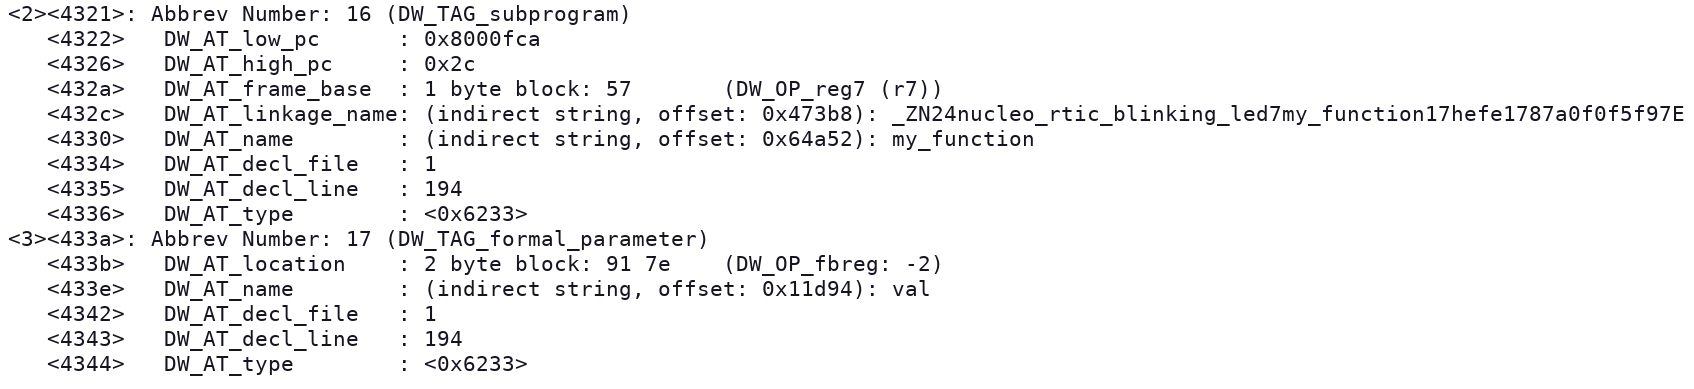 <2><4321>: Abbrev Number: 16 (DW_TAG_subprogram)
   <4322>   DW_AT_low_pc      : 0x8000fca
   <4326>   DW_AT_high_pc     : 0x2c
   <432a>   DW_AT_frame_base  : 1 byte block: 57       (DW_OP_reg7 (r7))
   <432c>   DW_AT_linkage_name: (indirect string, offset: 0x473b8): _ZN24nucleo_rtic_blinking_led7my_function17hefe1787a0f0f5f97E
   <4330>   DW_AT_name        : (indirect string, offset: 0x64a52): my_function
   <4334>   DW_AT_decl_file   : 1
   <4335>   DW_AT_decl_line   : 194
   <4336>   DW_AT_type        : <0x6233>
<3><433a>: Abbrev Number: 17 (DW_TAG_formal_parameter)
   <433b>   DW_AT_location    : 2 byte block: 91 7e    (DW_OP_fbreg: -2)
   <433e>   DW_AT_name        : (indirect string, offset: 0x11d94): val
   <4342>   DW_AT_decl_file   : 1
   <4343>   DW_AT_decl_line   : 194
   <4344>   DW_AT_type        : <0x6233>